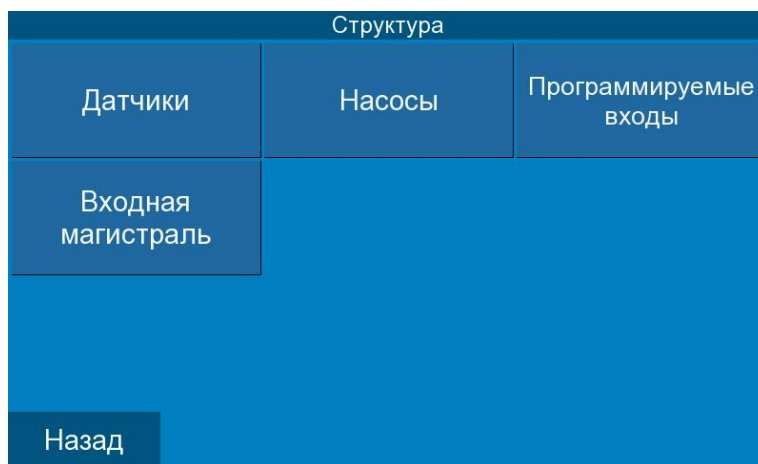 Структура
Датчики
Насосы
Программируемые
входы
Входная
магистраль
Назад